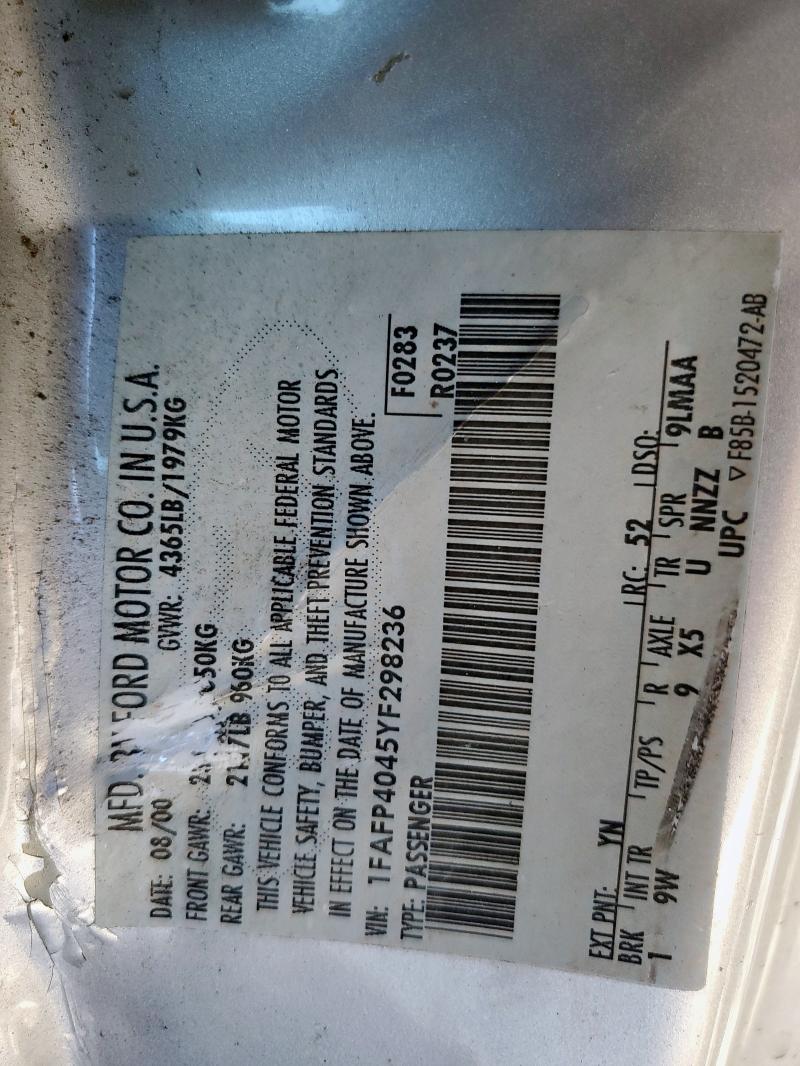 MFD. BY FORD MOTOR CO. IN U.S.A.
DATE: 08/00 GVWR: 4365LB/1979KG
FRONT GAWR: 050KG
REAR GAWR: LB 960KG
THIS VEHICLE CONFORMS TO ALL APPLICABLE FEDERAL MOTOR
VEHICLE SAFETY, BUMPER, AND THEFT PREVENTION STANDARDS
IN EFFECT ON THE DATE OF MANUFACTURE SHOWN ABOVE.
VIN: 1FAFP4045YF298236 F0283
TYPE: PASSENGER R0237
EXT PNT: YN RC: 52 DSO:
BRK INT TR TP/PS R AXLE TR SPR 9LMAA
1 9W 9 X5 U NNZZ B
UPC ▽ F85B-1520472-AB